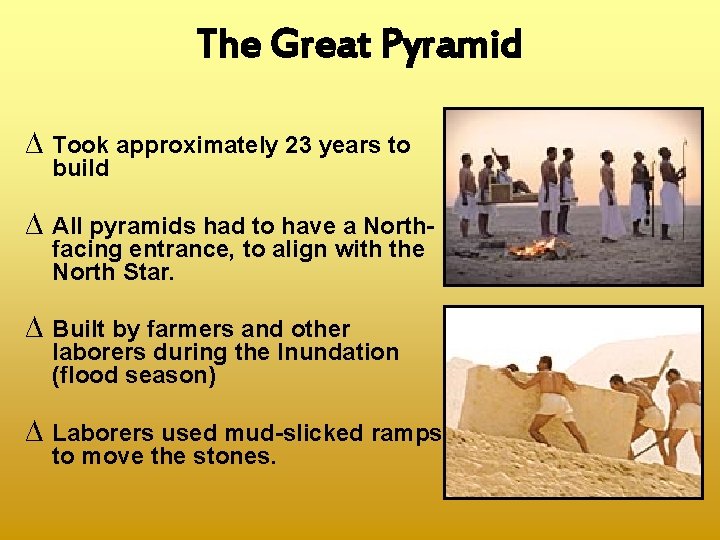 The Great Pyramid
Δ Took approximately 23 years to
build
Δ All pyramids had to have a North-
facing entrance, to align with the
North Star.
Δ Built by farmers and other
laborers during the Inundation
(flood season)
Δ Laborers used mud-slicked ramps
to move the stones.